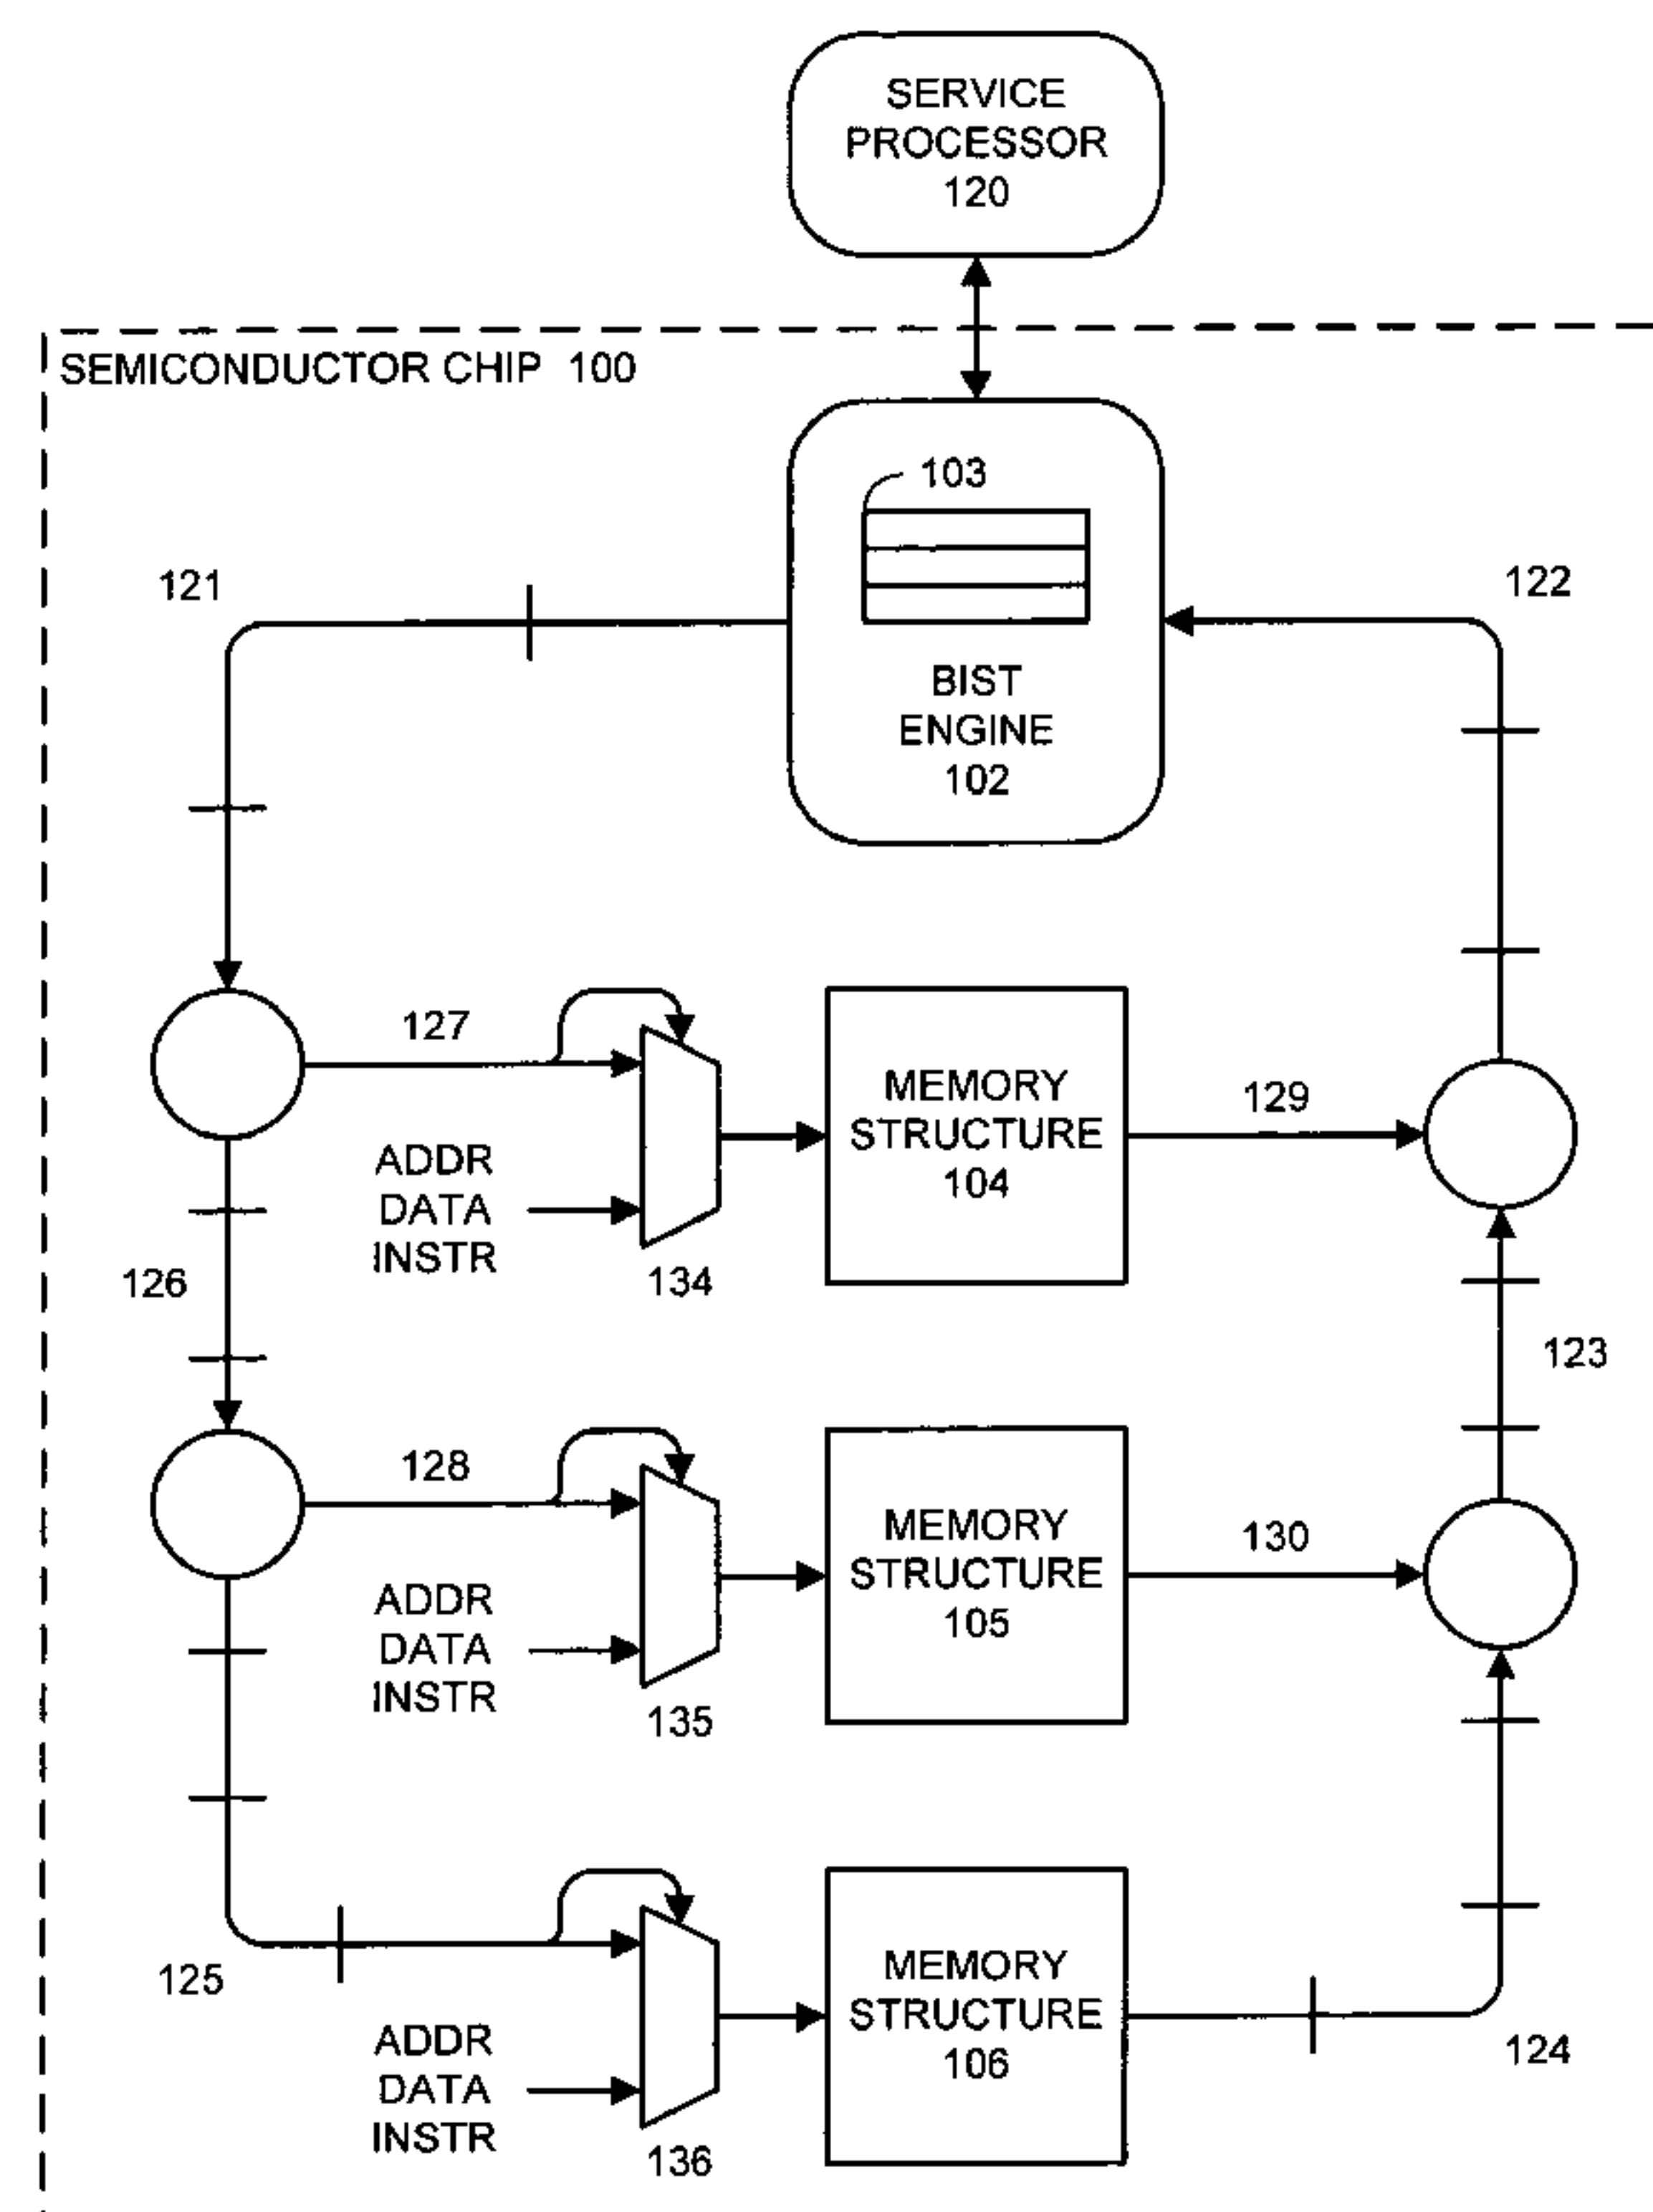 SERVICE
PROCESSOR
120
SEMICONDUCTOR CHIP 100
103
121
122
BIST
ENGINE
102
127
MEMORY
STRUCTURE
104
129
ADDR
DATA
INSTR
134
126
123
128
MEMORY
STRUCTURE
105
130
ADDR
DATA
INSTR
135
125
MEMORY
STRUCTURE
106
124
ADDR
DATA
INSTR
136